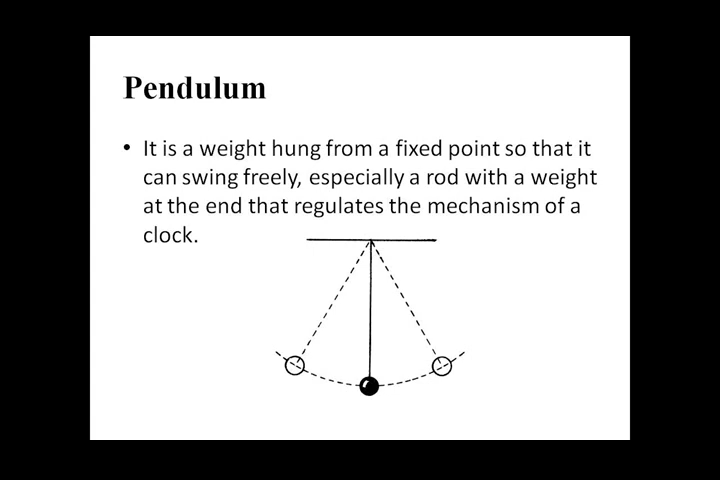 Pendulum
• It is a weight hung from a fixed point so that it
can swing freely, especially a rod with a weight
at the end that regulates the mechanism of a
clock.